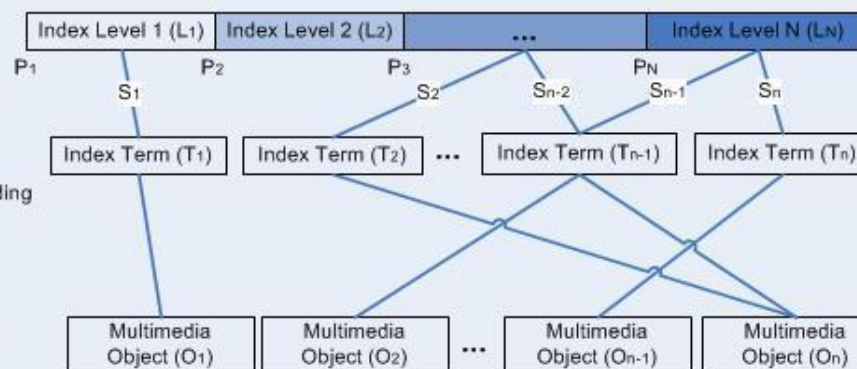 Index Level 1 (L1) Index Level 2 (L2) ... Index Level N (LN)
P1 P2 P3 PN
S1 S2 Sn-2 Sn-1 Sn
Index Term (T1) Index Term (T2) ... Index Term (Tn-1) Index Term (Tn)
Multimedia Multimedia Multimedia Multimedia
Object (O1) Object (O2) ... Object (On-1) Object (On)